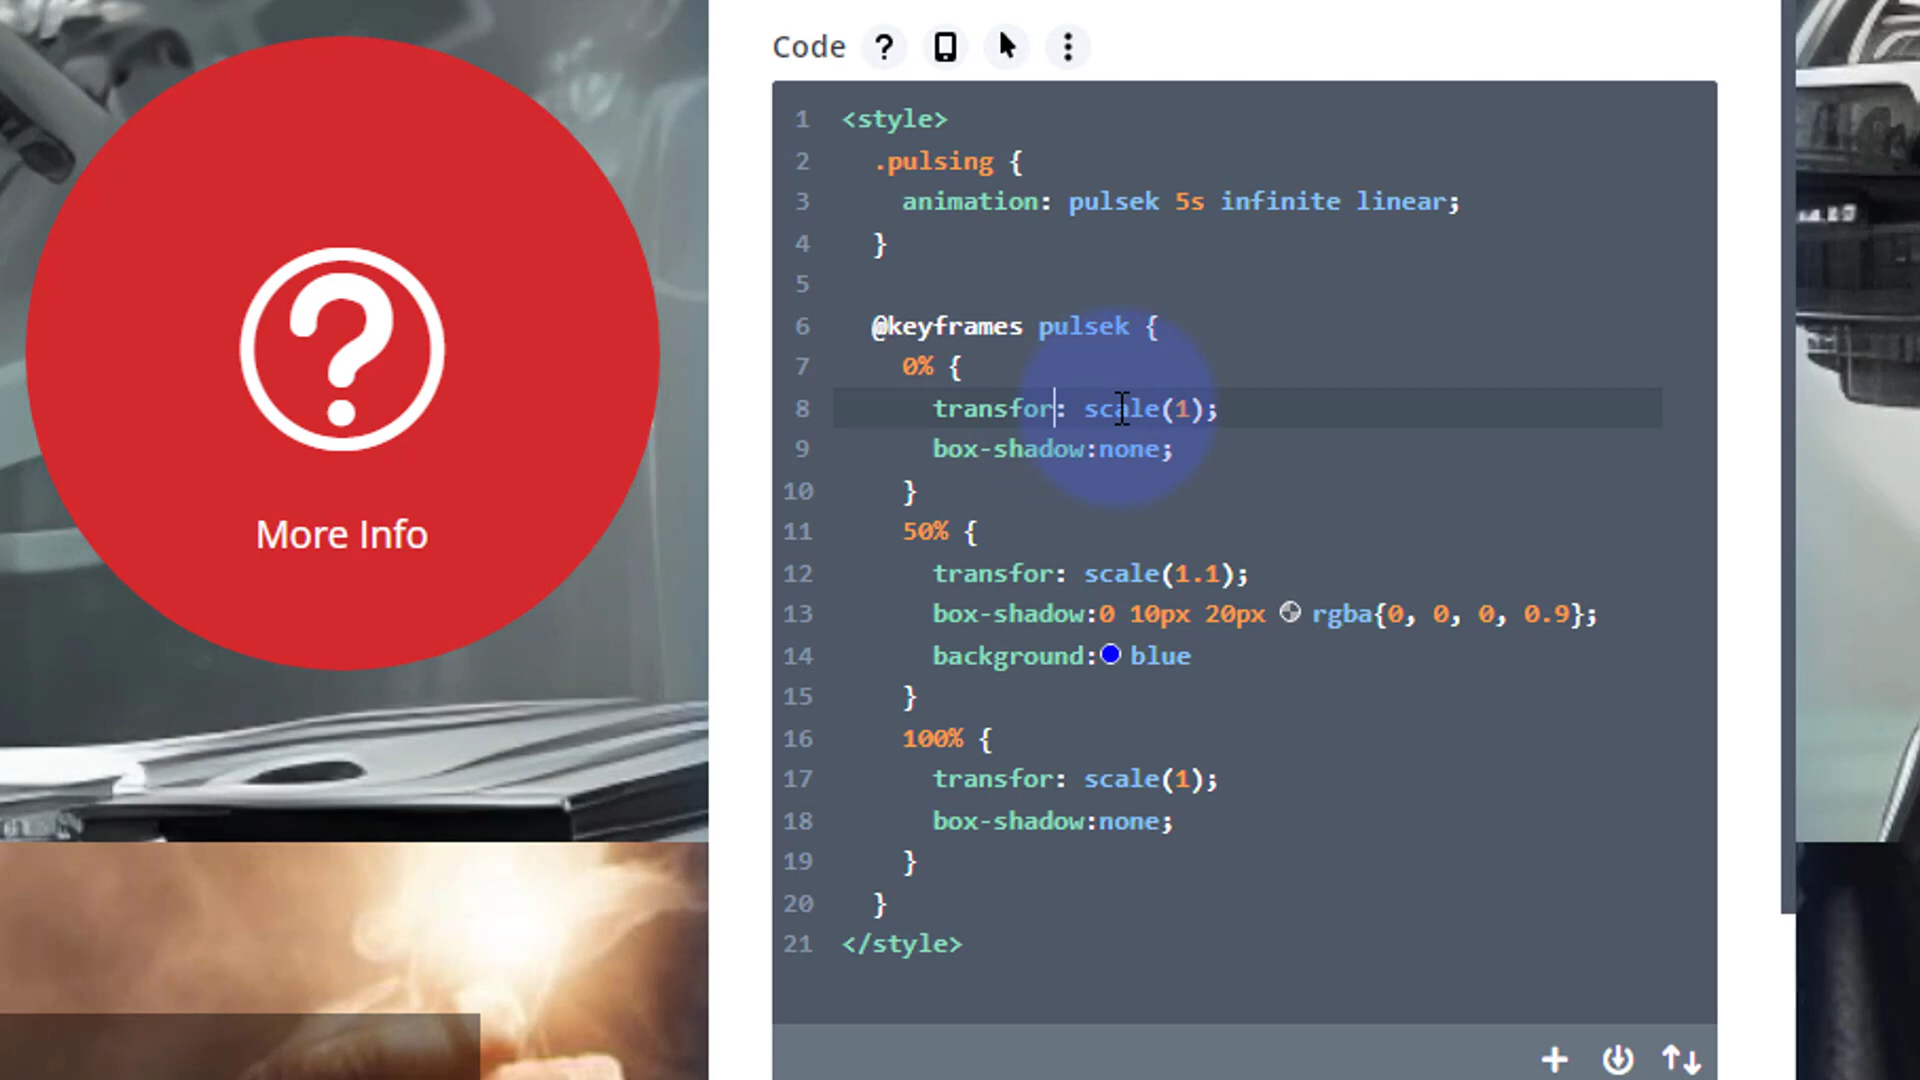 More Info
Code ?
1 <style>
2 .pulsing {
3 animation: pulsek 5s infinite linear;
4 }
5
6 @keyframes pulsek {
7 0% {
8 transfor: scale(1);
9 box-shadow:none;
10 }
11 50% {
12 transfor: scale(1.1);
13 box-shadow:0 10px 20px rgba{0, 0, 0, 0.9};
14 background: blue
15 }
16 100% {
17 transfor: scale(1);
18 box-shadow:none;
19 }
20 }
21 </style>